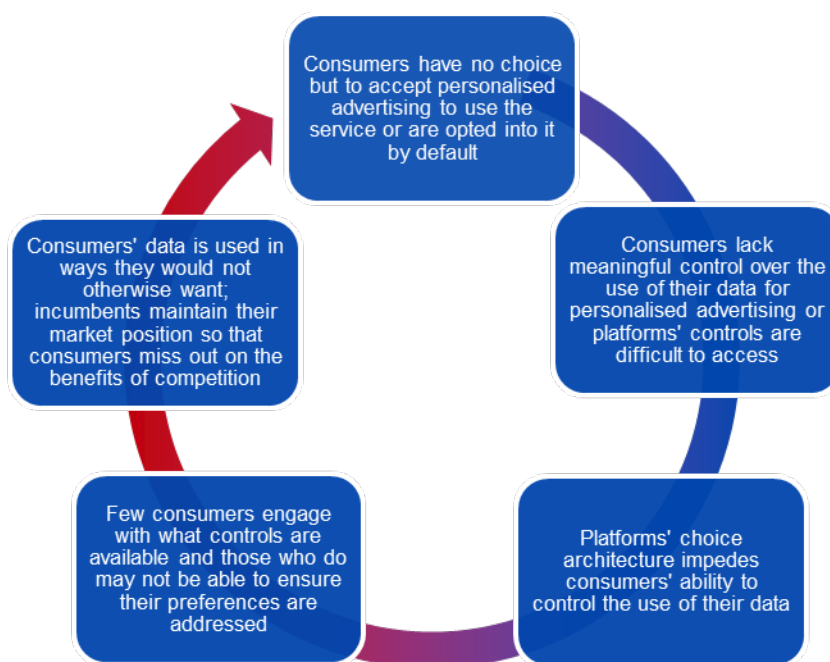 Consumers have no choice
but to accept personalised
advertising to use the
service or are opted into it
by default
Consumers lack
meaningful control over the
use of their data for
personalised advertising or
platforms' controls are
difficult to access
Platforms' choice
architecture impedes
consumers' ability to
control the use of their data
Few consumers engage
with what controls are
available and those who do
may not be able to ensure
their preferences are
addressed
Consumers' data is used in
ways they would not
otherwise want;
incumbents maintain their
market position so that
consumers miss out on the
benefits of competition